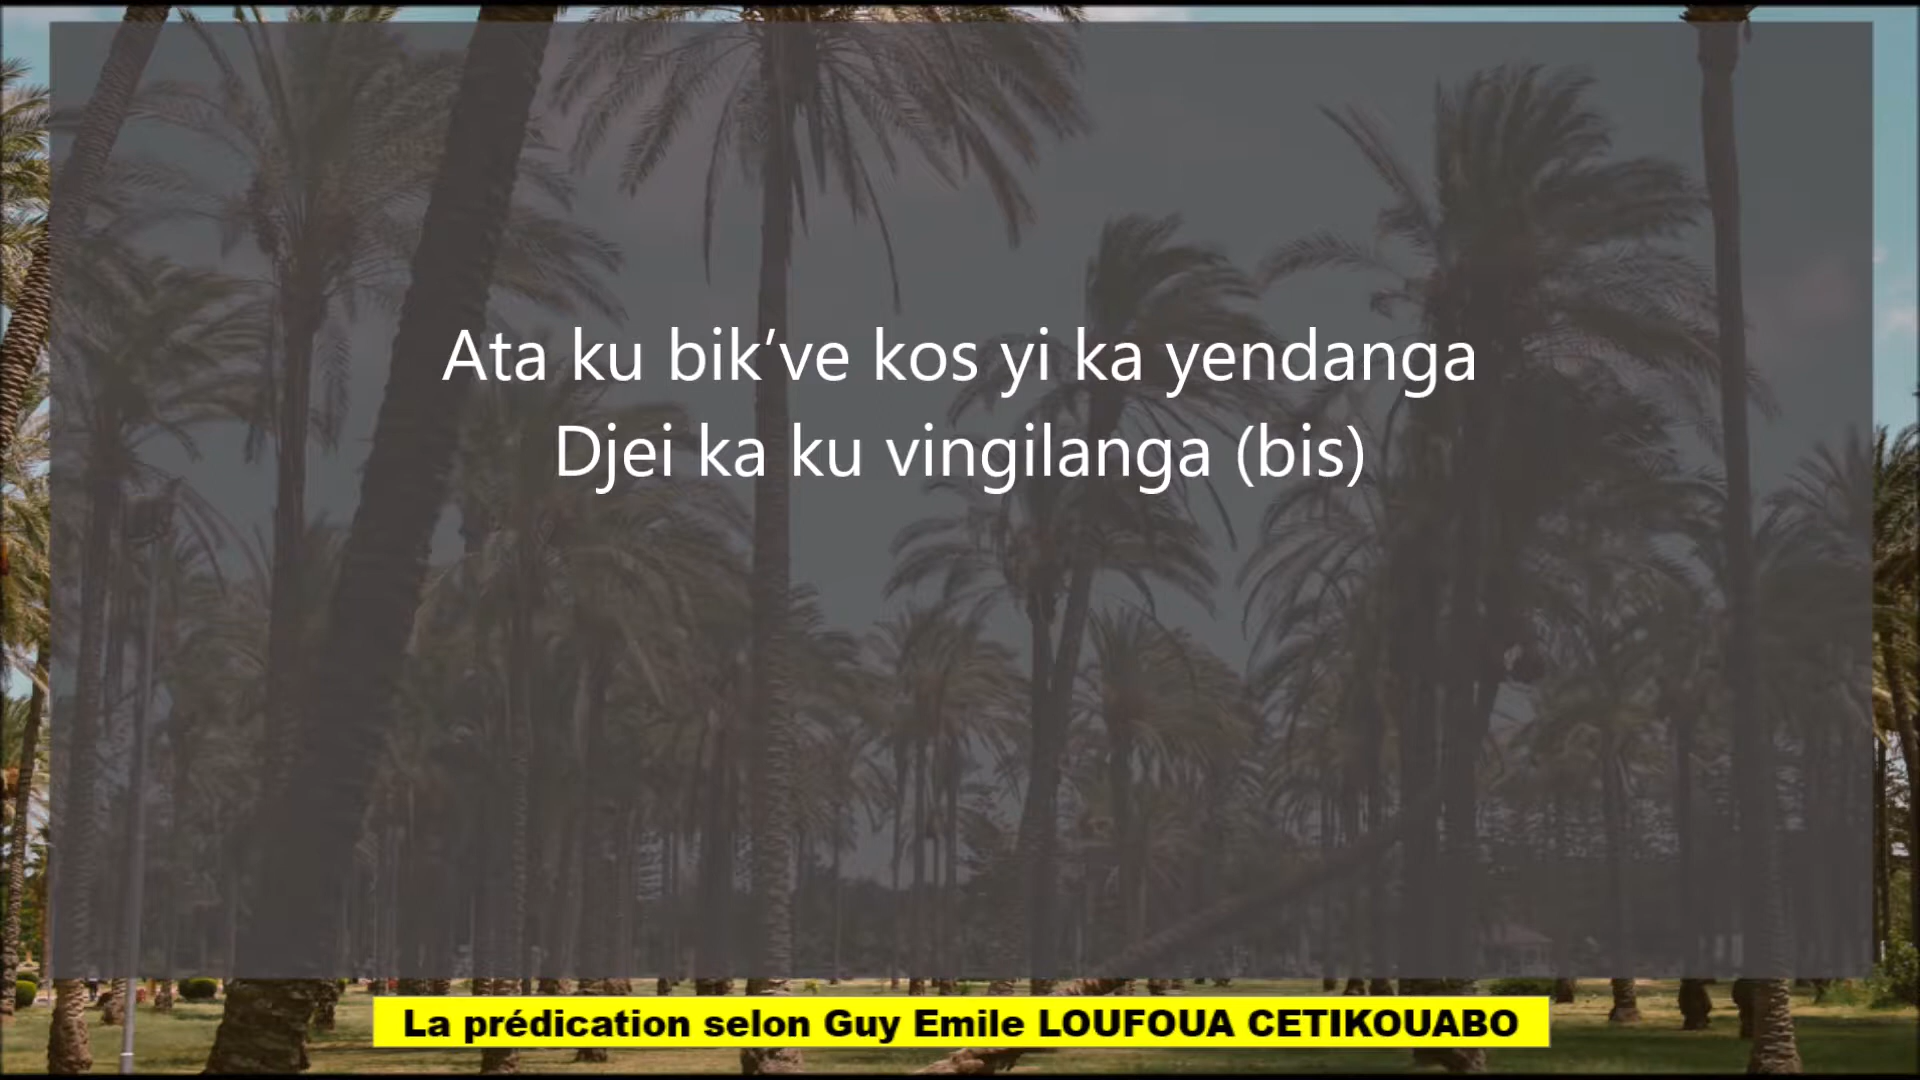 Ata ku bik’ve kos yi ka yendanga
Djei ka ku vingilanga (bis)
La prédication selon Guy Emile LOUFOUA CETIKOUABO